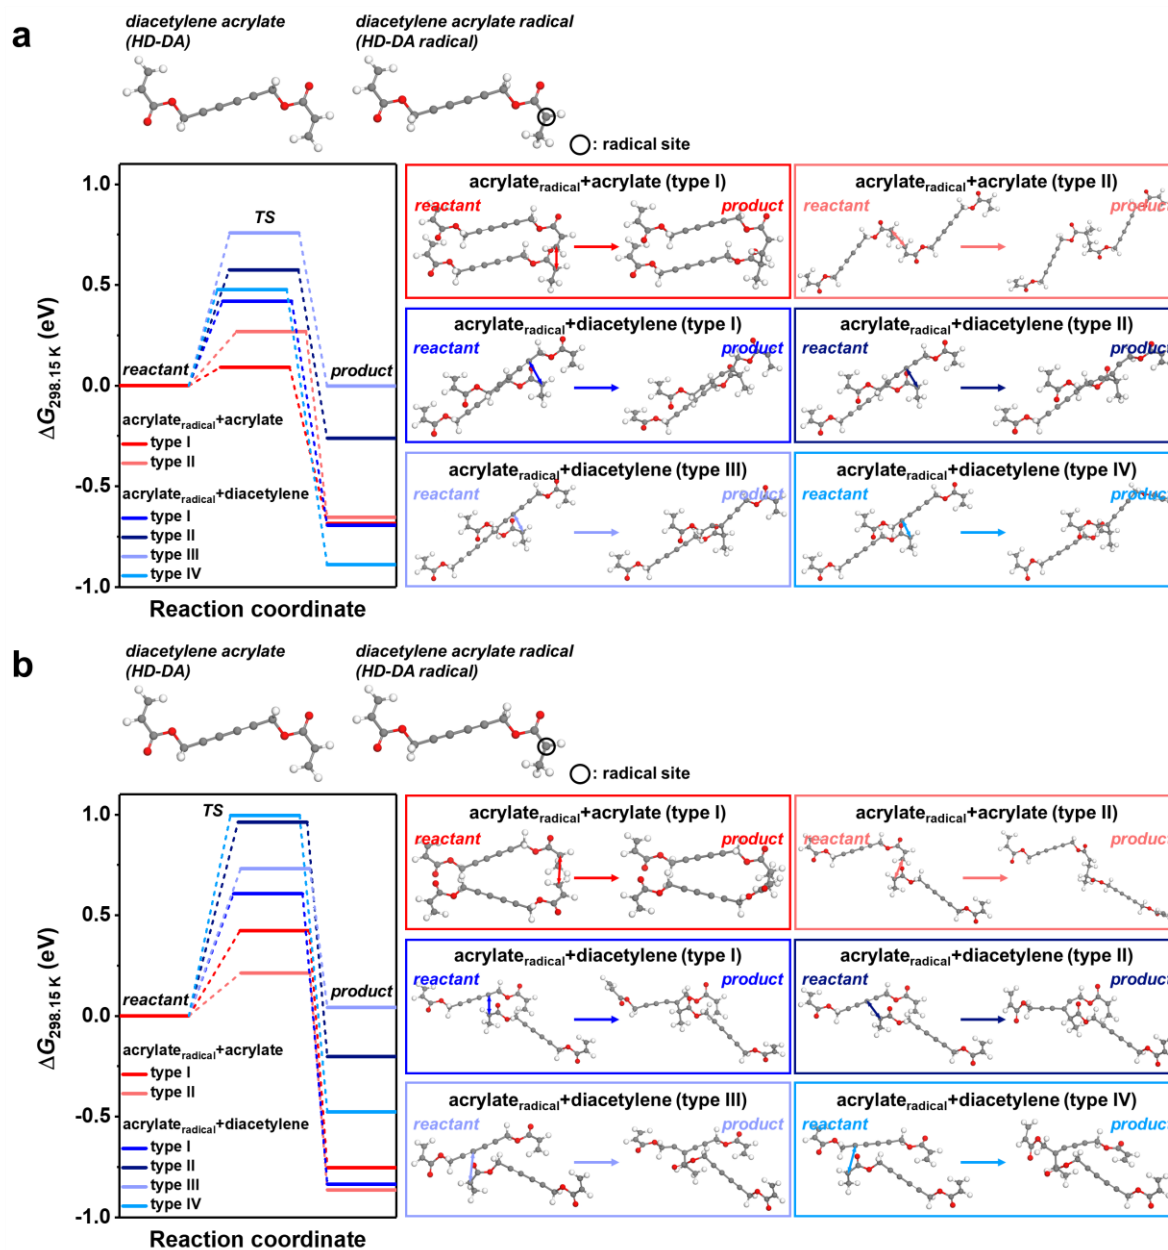 a
diacetylene acrylate
(HD-DA)
diacetylene acrylate radical
(HD-DA radical)
: radical site
1.0
0.5
0.0
-0.5
-1.0
ΔG298.15 K (eV)
Reaction coordinate
TS
reactant
product
acrylateradical+acrylate
type I
type II
acrylateradical+diacetylene
type I
type II
type III
type IV
acrylateradical+acrylate (type I)
reactant
product
acrylateradical+acrylate (type II)
reactant
product
acrylateradical+diacetylene (type I)
reactant
product
acrylateradical+diacetylene (type II)
reactant
product
acrylateradical+diacetylene (type III)
reactant
product
acrylateradical+diacetylene (type IV)
reactant
product
b
diacetylene acrylate
(HD-DA)
diacetylene acrylate radical
(HD-DA radical)
: radical site
1.0
0.5
0.0
-0.5
-1.0
ΔG298.15 K (eV)
Reaction coordinate
TS
reactant
product
acrylateradical+acrylate
type I
type II
acrylateradical+diacetylene
type I
type II
type III
type IV
acrylateradical+acrylate (type I)
reactant
product
acrylateradical+acrylate (type II)
reactant
product
acrylateradical+diacetylene (type I)
reactant
product
acrylateradical+diacetylene (type II)
reactant
product
acrylateradical+diacetylene (type III)
reactant
product
acrylateradical+diacetylene (type IV)
reactant
product